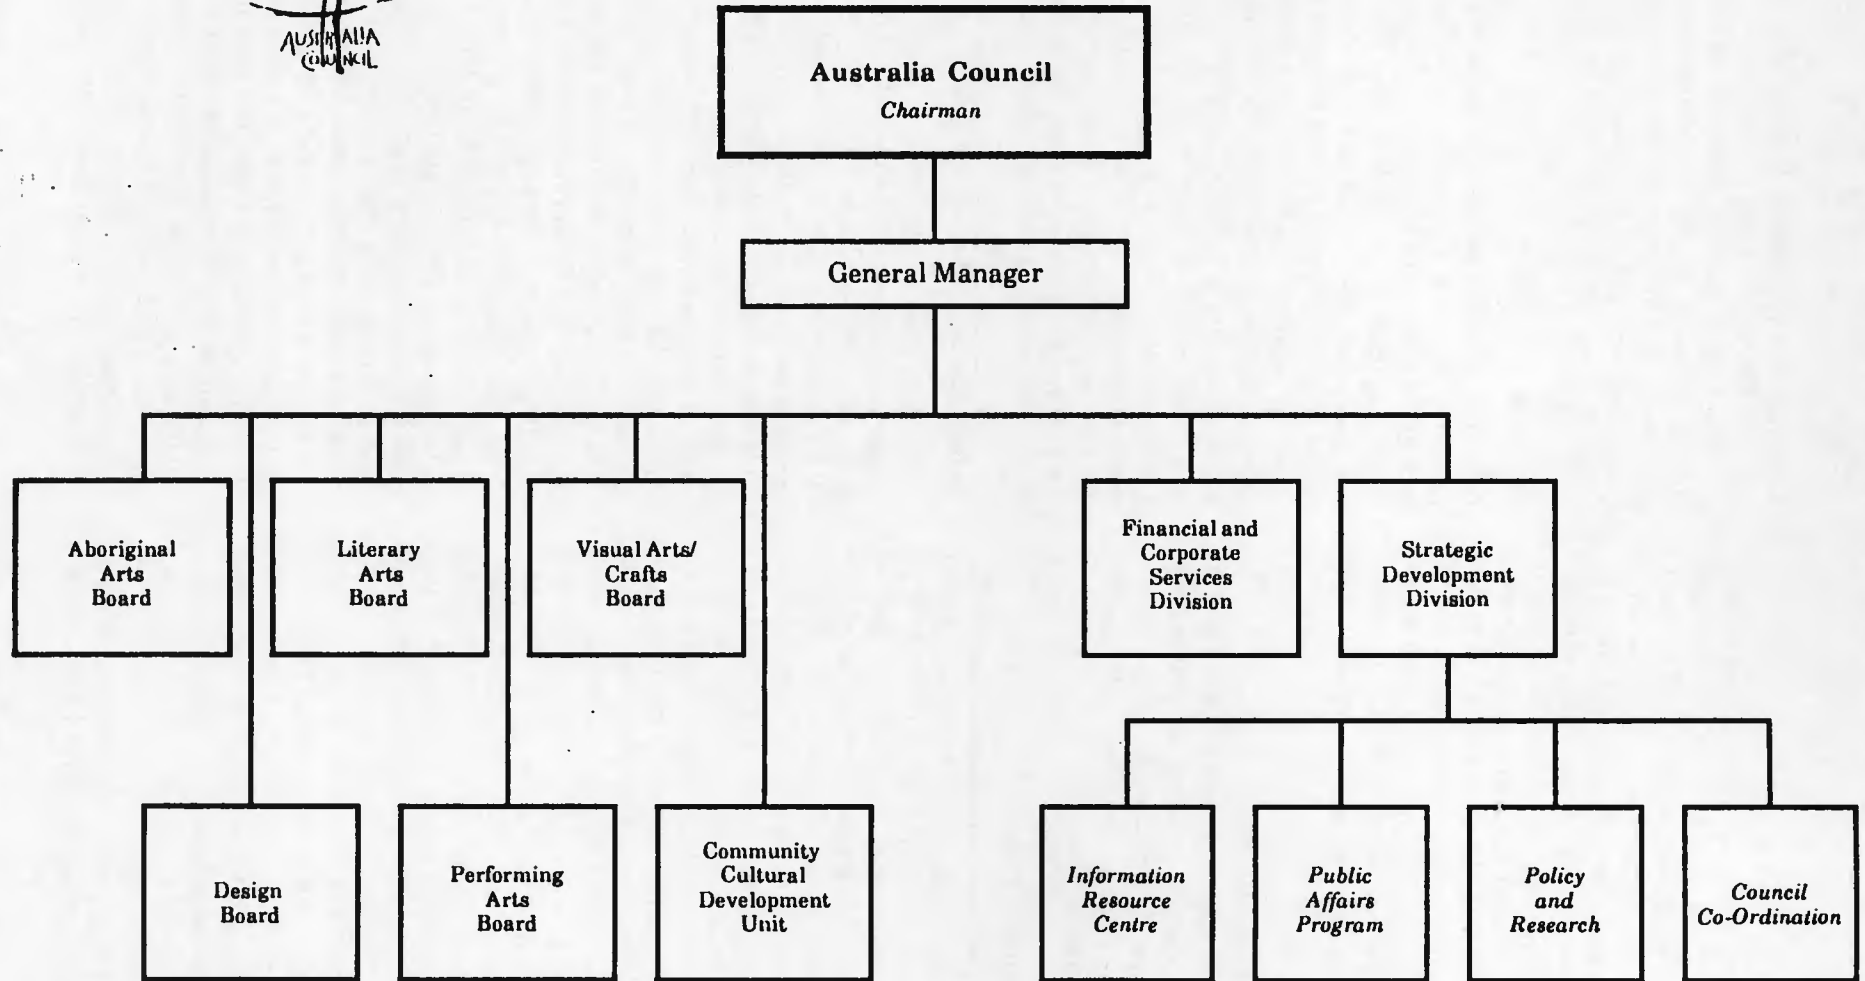 AUSTRALIA
COUNCIL
Australia Council
Chairman
General Manager
Aboriginal
Arts
Board
Literary
Arts
Board
Visual Arts/
Crafts
Board
Financial and
Corporate
Services
Division
Strategic
Development
Division
Design
Board
Performing
Arts
Board
Community
Cultural
Development
Unit
Information
Resource
Centre
Public
Affairs
Program
Policy
and
Research
Council
Co-Ordination